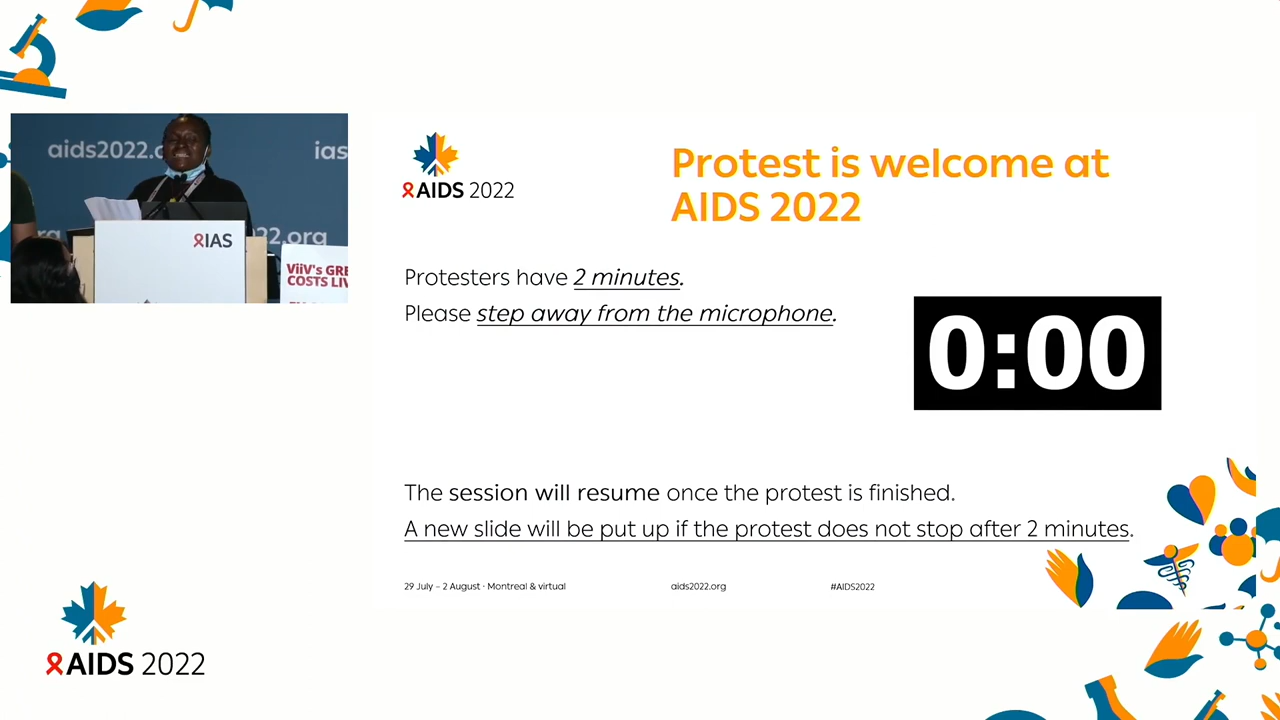 aids2022.o
ias
rg
22.org
IAS
ViiV's GRE
COSTS LIV
AIDS 2022
Protest is welcome at
AIDS 2022
Protesters have 2 minutes.
Please step away from the microphone.
0:00
The session will resume once the protest is finished.
A new slide will be put up if the protest does not stop after 2 minutes.
29 July – 2 August · Montreal & virtual
aids2022.org
#AIDS2022
AIDS 2022